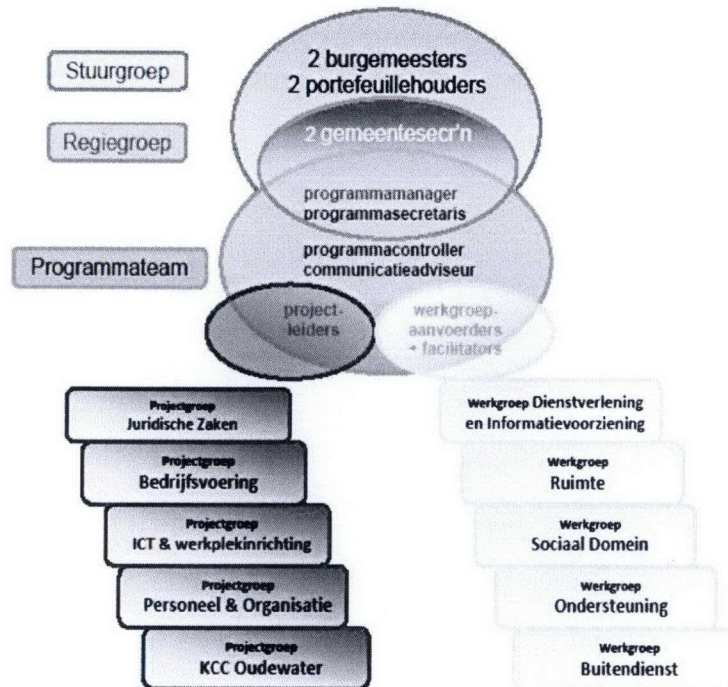 Stuurgroep
2 burgemeesters
2 portefeuillehouders
Regiegroep
2 gemeentesecr'n
programmamanager
programmasecretaris
Programmateam
programmacontroller
communicatieadviseur
project-
leiders
werkgroep-
aanvoerders
+ facilitators
Projectgroep
Juridische Zaken
Projectgroep
Bedrijfsvoering
Projectgroep
ICT & werkplekinrichting
Projectgroep
Personeel & Organisatie
Projectgroep
KCC Oudewater
Werkgroep Dienstverlening
en Informatievoorziening
Werkgroep
Ruimte
Werkgroep
Sociaal Domein
Werkgroep
Ondersteuning
Werkgroep
Buitendienst